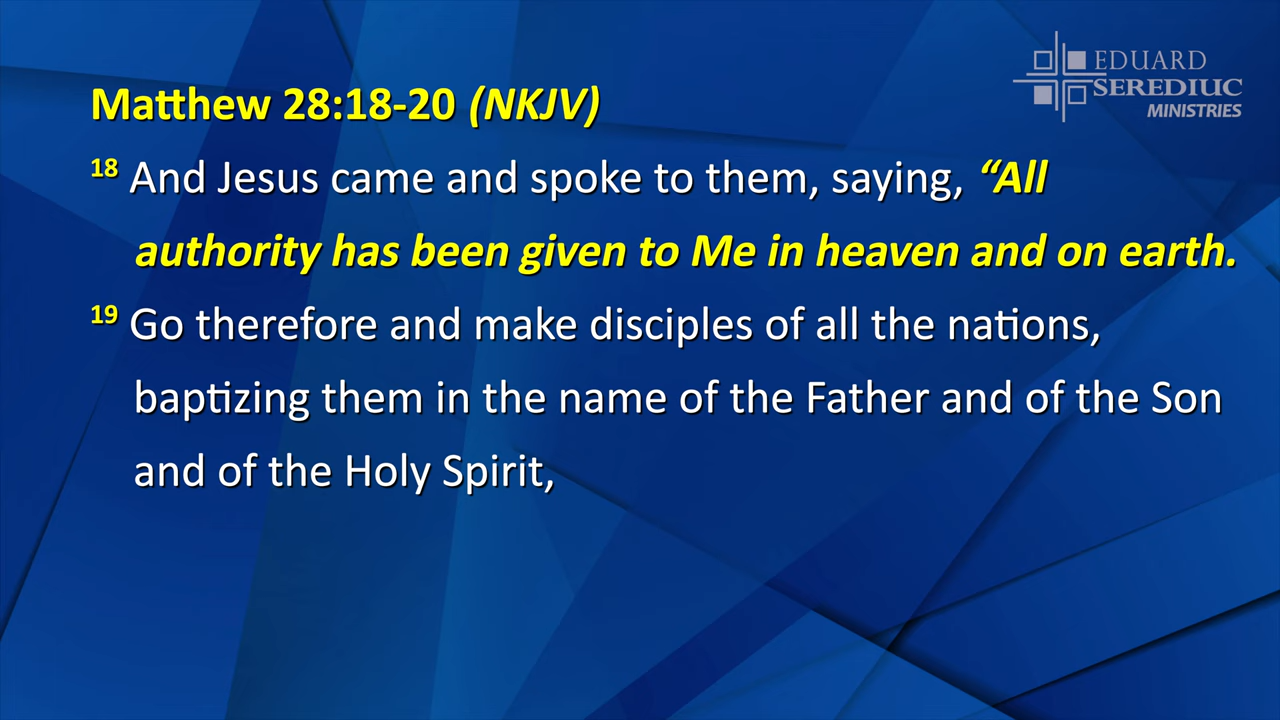 EDUARD
SEREDIUC
MINISTRIES
Matthew 28:18-20 (NKJV)
18 And Jesus came and spoke to them, saying, “All
authority has been given to Me in heaven and on earth.
19 Go therefore and make disciples of all the nations,
baptizing them in the name of the Father and of the Son
and of the Holy Spirit,